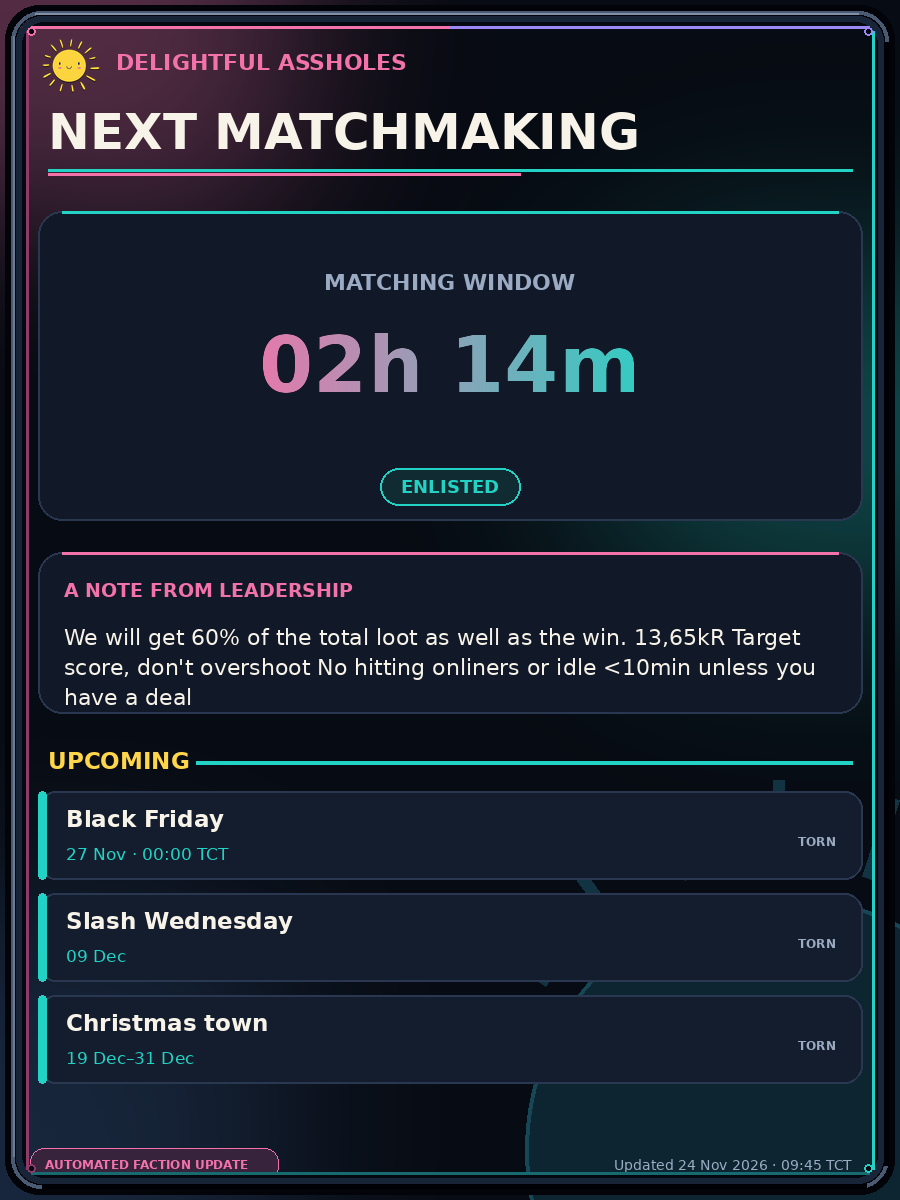 DELIGHTFUL ASSHOLES
NEXT MATCHMAKING
MATCHING WINDOW
02h 14m
ENLISTED
A NOTE FROM LEADERSHIP
We will get 60% of the total loot as well as the win. 13,65kR Target
score, don't overshoot No hitting onliners or idle <10min unless you
have a deal
UPCOMING
Black Friday
27 Nov · 00:00 TCT
TORN
Slash Wednesday
09 Dec
TORN
Christmas town
19 Dec–31 Dec
TORN
AUTOMATED FACTION UPDATE
Updated 24 Nov 2026 · 09:45 TCT